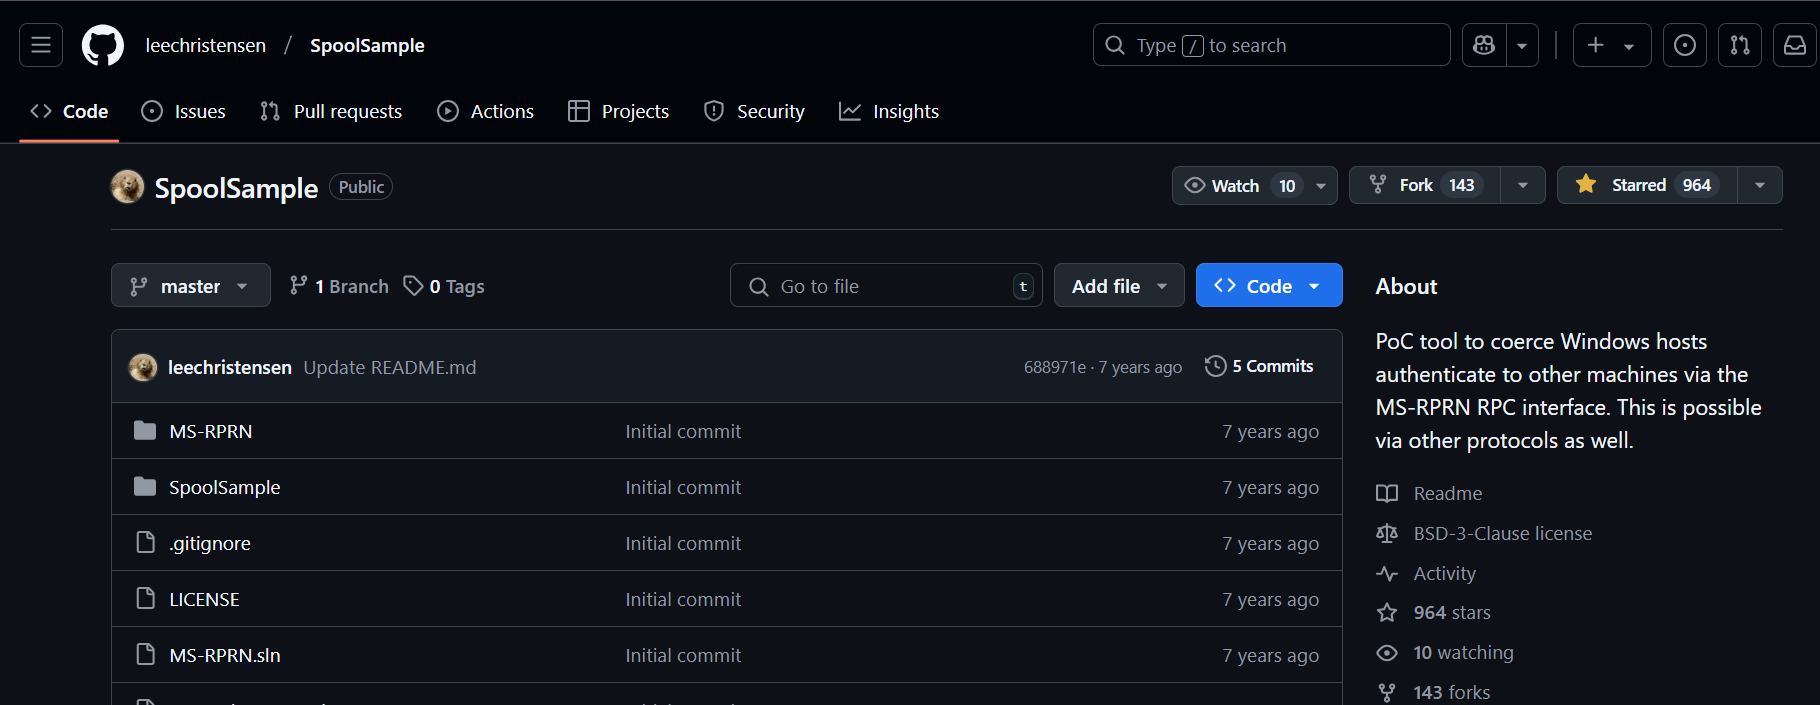 leechristensen / SpoolSample
Type / to search
Code Issues Pull requests Actions Projects Security Insights
SpoolSample Public
Watch 10 Fork 143 Starred 964
master 1 Branch 0 Tags
Go to file t Add file Code
leechristensen Update README.md 688971e · 7 years ago 5 Commits
MS-RPRN Initial commit 7 years ago
SpoolSample Initial commit 7 years ago
.gitignore Initial commit 7 years ago
LICENSE Initial commit 7 years ago
MS-RPRN.sln Initial commit 7 years ago
About
PoC tool to coerce Windows hosts
authenticate to other machines via the
MS-RPRN RPC interface. This is possible
via other protocols as well.
Readme
BSD-3-Clause license
Activity
964 stars
10 watching
143 forks